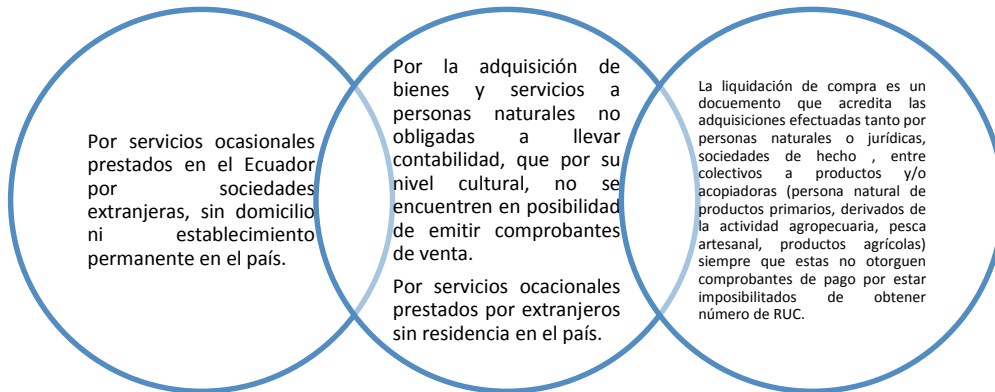 Por servicios ocasionales
prestados en el Ecuador
por sociedades
extranjeras, sin domicilio
ni establecimiento
permanente en el país.
Por la adquisición de
bienes y servicios a
personas naturales no
obligadas a llevar
contabilidad, que por su
nivel cultural, no se
encuentren en posibilidad
de emitir comprobantes
de venta.
Por servicios ocacionales
prestados por extranjeros
sin residencia en el país.
La liquidación de compra es un
docuemento que acredita las
adquisiciones efectuadas tanto por
personas naturales o jurídicas,
sociedades de hecho , entre
colectivos a productos y/o
acopiadoras (persona natural de
productos primarios, derivados de
la actividad agropecuaria, pesca
artesanal, productos agrícolas)
siempre que estas no otorguen
comprobantes de pago por estar
imposibilitados de obtener
número de RUC.